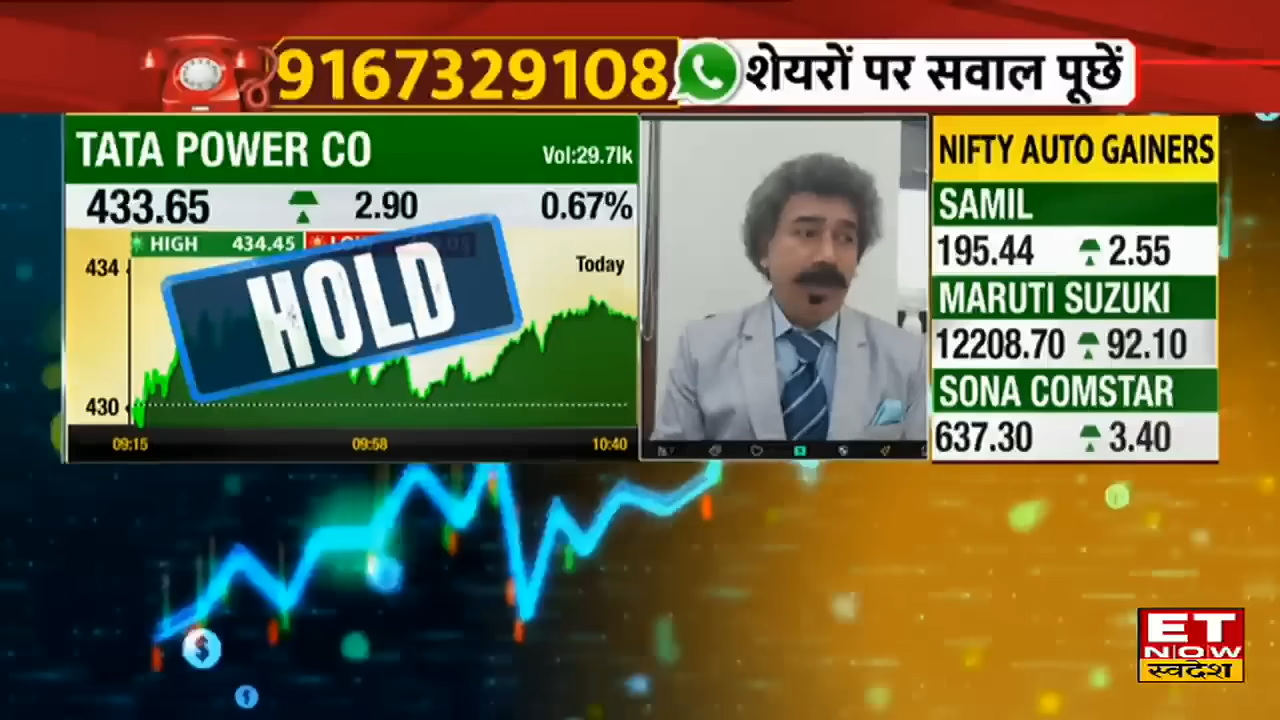 9167329108 शेयरों पर सवाल पूछें
TATA POWER CO
Vol:29.7lk
433.65 2.90 0.67%
HIGH 434.45
Today
434
HOLD
430
09:15 09:58 10:40
NIFTY AUTO GAINERS
SAMIL
195.44 2.55
MARUTI SUZUKI
12208.70 92.10
SONA COMSTAR
637.30 3.40
ET
NOW
स्वदेश